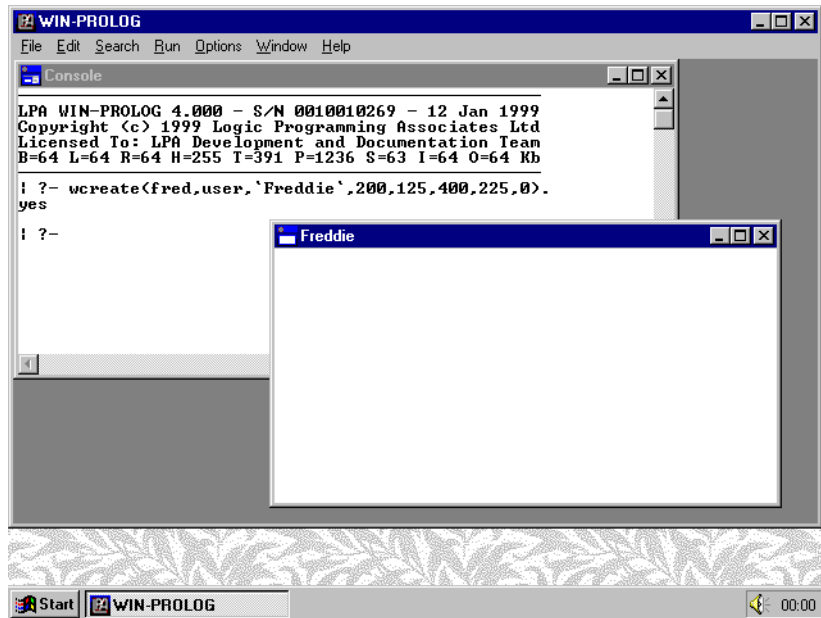 WIN-PROLOG
File Edit Search Run Options Window Help
Console
LPA WIN-PROLOG 4.000 - S/N 0010010269 - 12 Jan 1999
Copyright (c) 1999 Logic Programming Associates Ltd
Licensed To: LPA Development and Documentation Team
B=64 L=64 R=64 H=255 T=391 P=1236 S=63 I=64 O=64 Kb
| ?- wcreate(fred,user,`Freddie`,200,125,400,225,0).
yes
| ?-
Freddie
Start WIN-PROLOG 00:00